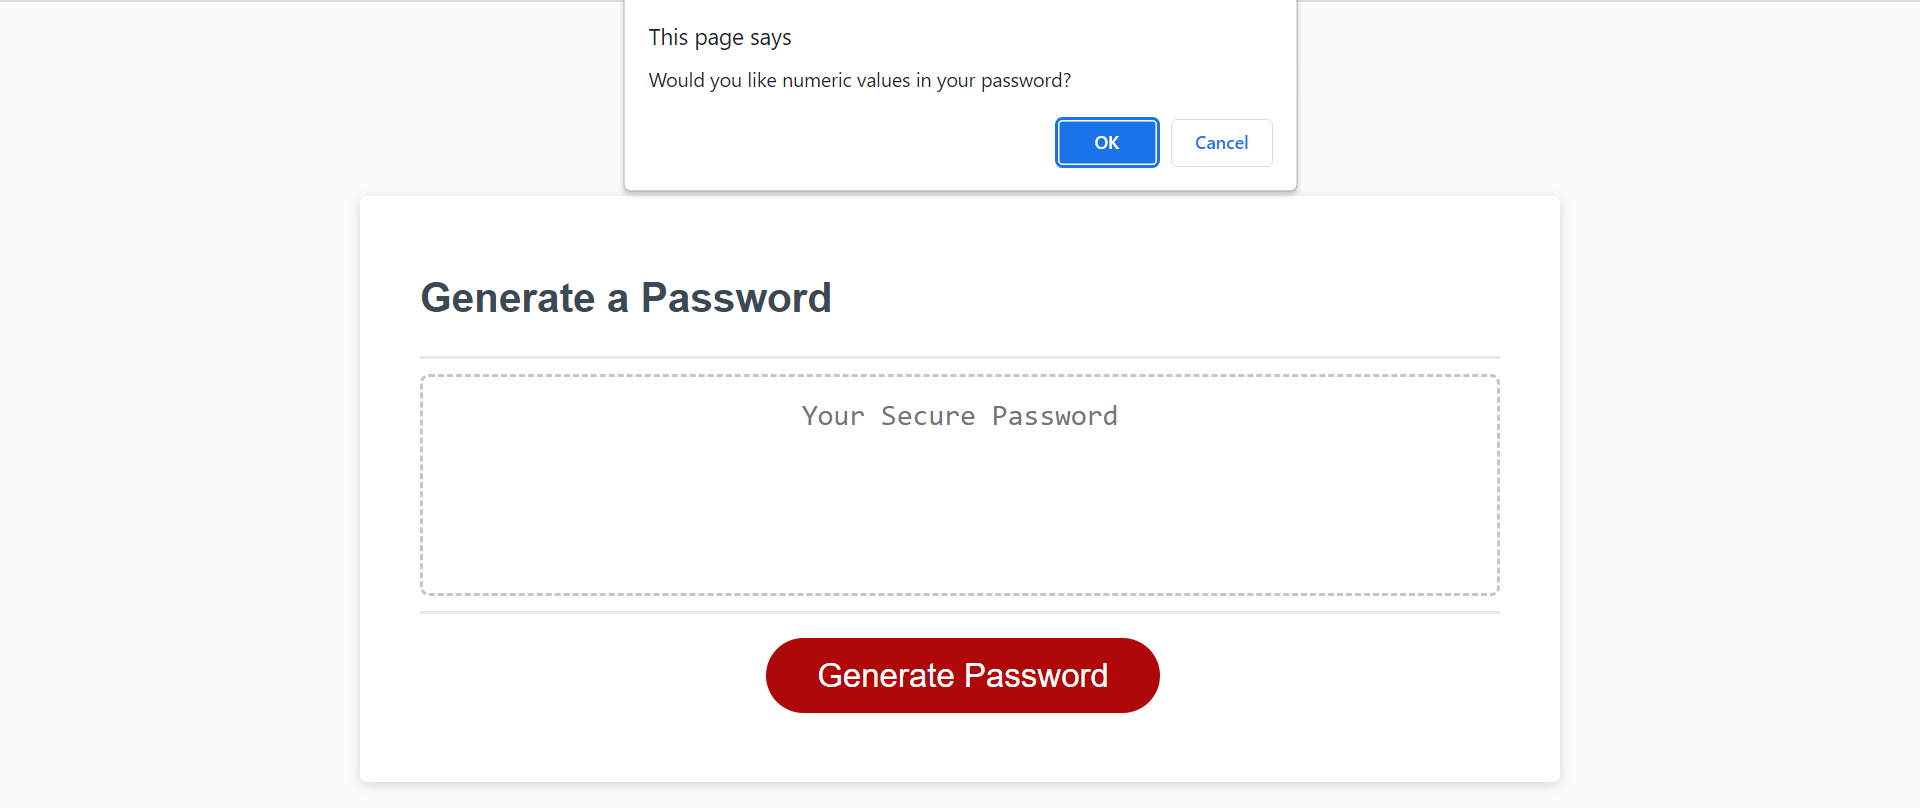 This page says
Would you like numeric values in your password?
OK Cancel
Generate a Password
Your Secure Password
Generate Password